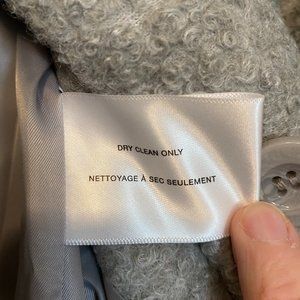 DRY CLEAN ONLY
NETTOYAGE À SEC SEULEMENT